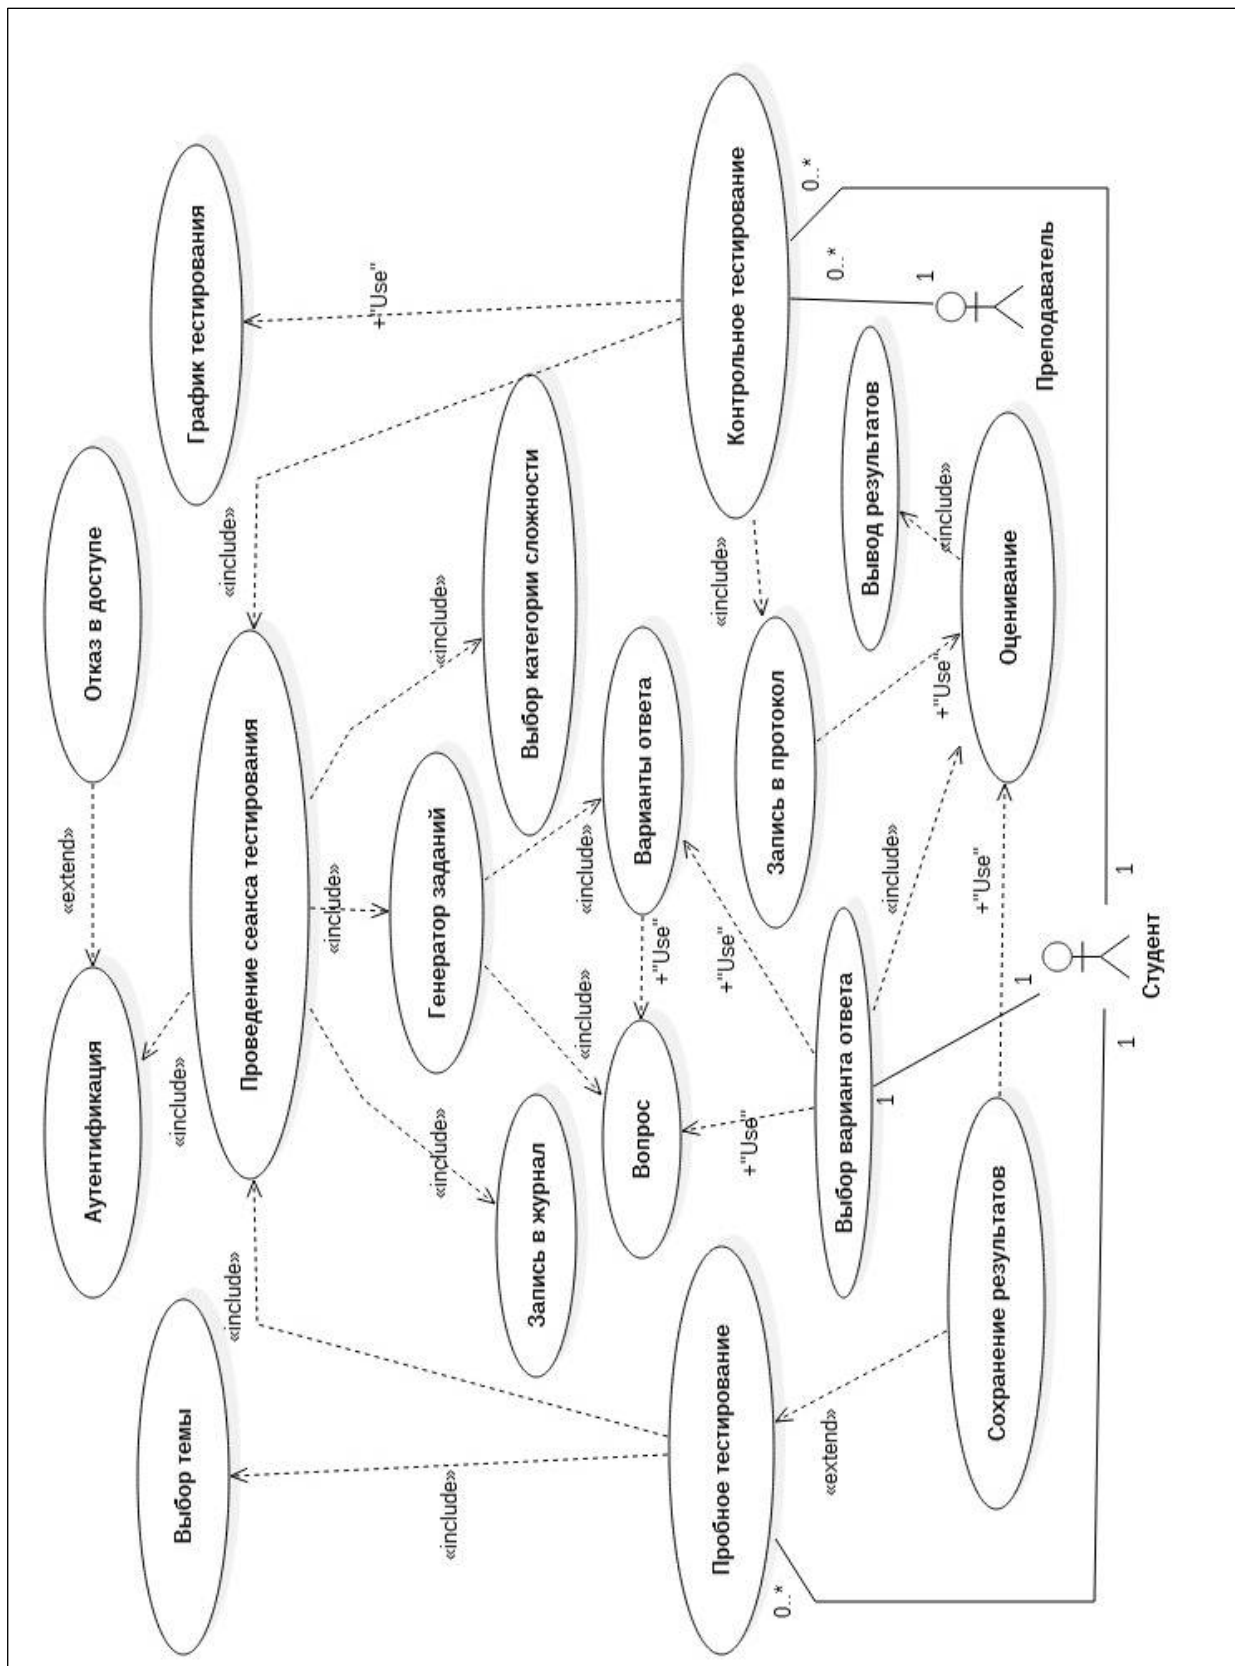 Отказ в доступе
«extend»
Аутентификация
График тестирования
Выбор темы
«include»
Проведение сеанса тестирования
«include»
«include»
+"Use"
«include»
«include»
«include»
«include»
Генератор заданий
Выбор категории сложности
Запись в журнал
«include»
«include»
Варианты ответа
+"Use"
Вопрос
Контрольное тестирование
Пробное тестирование
«include»
+"Use"
+"Use"
Запись в протокол
0..*
0..*
0..*
«extend»
Выбор варианта ответа
1
Вывод результатов
«include»
«include»
+"Use"
1
Преподаватель
Оценивание
+"Use"
Сохранение результатов
1
Студент
1
1